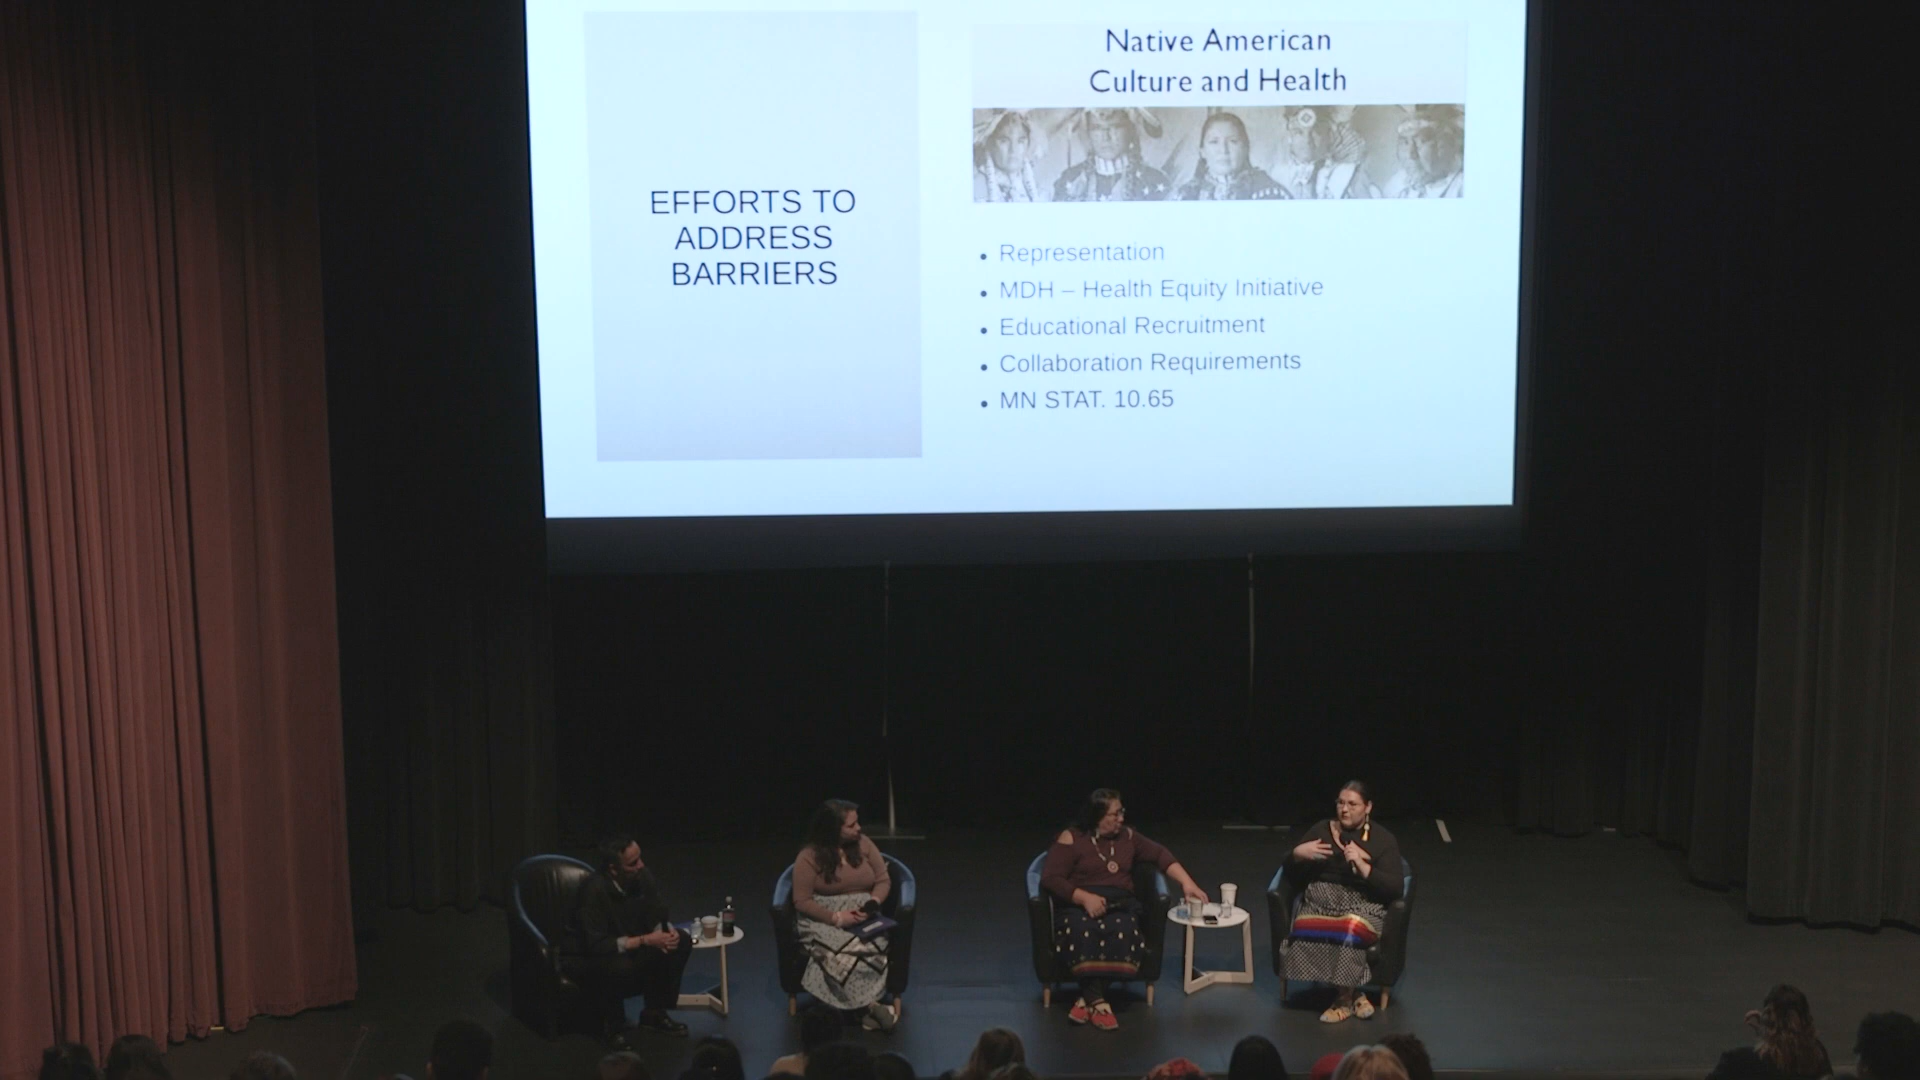 EFFORTS TO
ADDRESS
BARRIERS
Native American
Culture and Health
• Representation
• MDH – Health Equity Initiative
• Educational Recruitment
• Collaboration Requirements
• MN STAT. 10.65